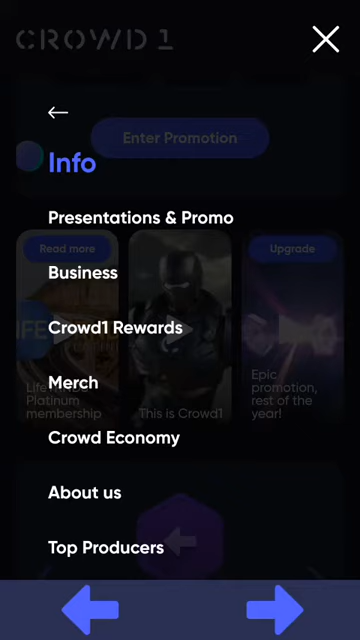 CROWD 1
Enter Promotion
Info
Presentations & Promo
Read more
Upgrade
Business
Crowd1 Rewards
Merch
Life
Platinum
membership
This is Crowd1
Epic
promotion,
rest of the
year!
Crowd Economy
About us
Top Producers